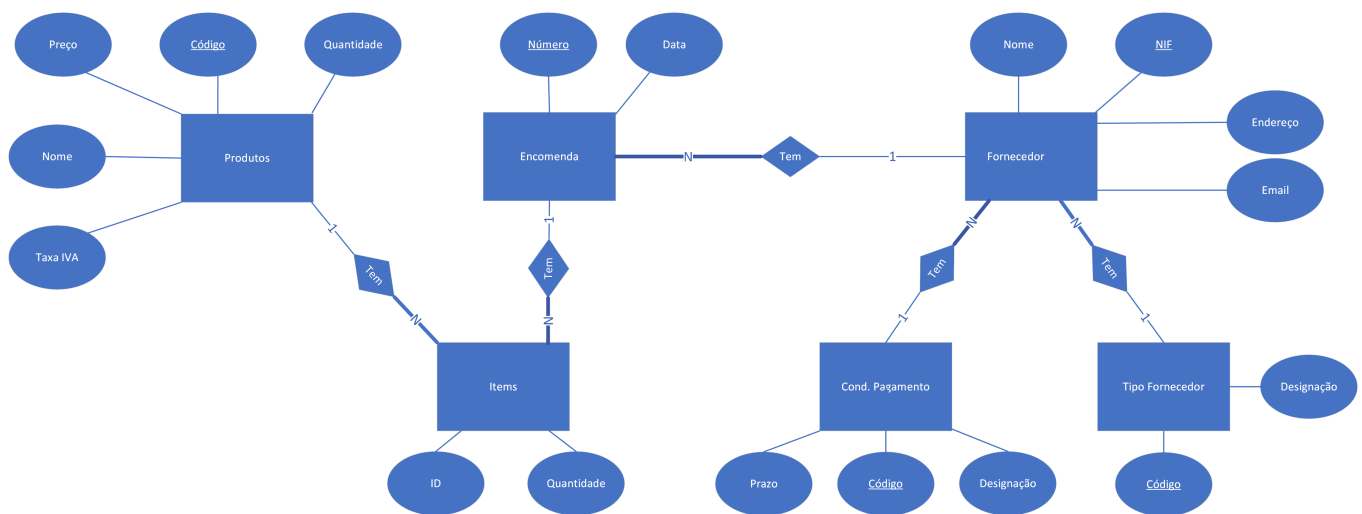 Preço
Código
Quantidade
Número
Data
Nome
NIF
Nome
Produtos
Encomenda
N
Tem
1
Fornecedor
Endereço
Email
Taxa IVA
1
Tem
N
1
Tem
N
N
Tem
1
N
Tem
1
Items
Cond. Pagamento
Tipo Fornecedor
Designação
ID
Quantidade
Prazo
Código
Designação
Código